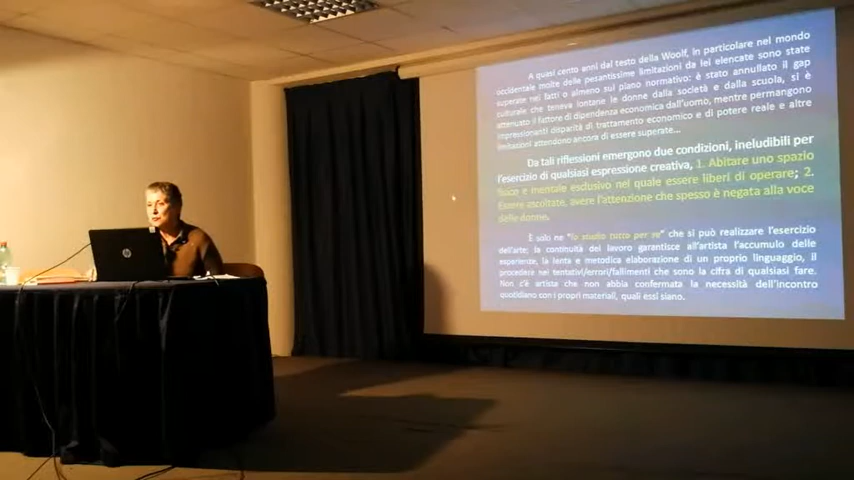 A quasi cento anni dal testo della Woolf, in particolare nel mondo
occidentale molte delle pesantissime limitazioni da lei elencate sono state
superate nei fatti o almeno sul piano normativo: è stato annullato il gap
culturale che teneva lontane le donne dalla società e dalla scuola, si è
attenuato il fattore di dipendenza economica dall'uomo, mentre permangono
impressionanti disparità di trattamento economico e di potere reale e altre
limitazioni attendono ancora di essere superate...
Da tali riflessioni emergono due condizioni, ineludibili per
l'esercizio di qualsiasi espressione creativa, 1. Abitare uno spazio
fisico e mentale esclusivo nel quale essere liberi di operare; 2.
Essere ascoltate, avere l'attenzione che spesso è negata alla voce
delle donne.
È solo ne "lo studio tutto per sé" che si può realizzare l'esercizio
dell'arte: la continuità del lavoro garantisce all'artista l'accumulo delle
esperienze, la lenta e metodica elaborazione di un proprio linguaggio, il
procedere nei tentativi/errori/fallimenti che sono la cifra di qualsiasi fare.
Non c'è artista che non abbia confermata la necessità dell'incontro
quotidiano con i propri materiali, quali essi siano.
hp